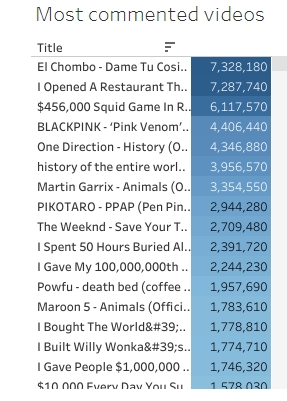 Most commented videos
Title
El Chombo - Dame Tu Cosi.. 7,328,180
I Opened A Restaurant Th.. 7,287,740
$456,000 Squid Game In R.. 6,117,570
BLACKPINK - ‘Pink Venom’.. 4,406,440
One Direction - History (O.. 4,346,880
history of the entire worl.. 3,956,570
Martin Garrix - Animals (O.. 3,354,550
PIKOTARO - PPAP (Pen Pin.. 2,944,280
The Weeknd - Save Your T.. 2,709,480
I Spent 50 Hours Buried Al.. 2,391,720
I Gave My 100,000,000th .. 2,244,230
Powfu - death bed (coffee .. 1,957,690
Maroon 5 - Animals (Offici.. 1,783,610
I Bought The World&#39;.. 1,778,810
I Built Willy Wonka&#39;s.. 1,774,710
I Gave People $1,000,000 .. 1,746,320
$10,000 Every Day You Su.. 1,578,030